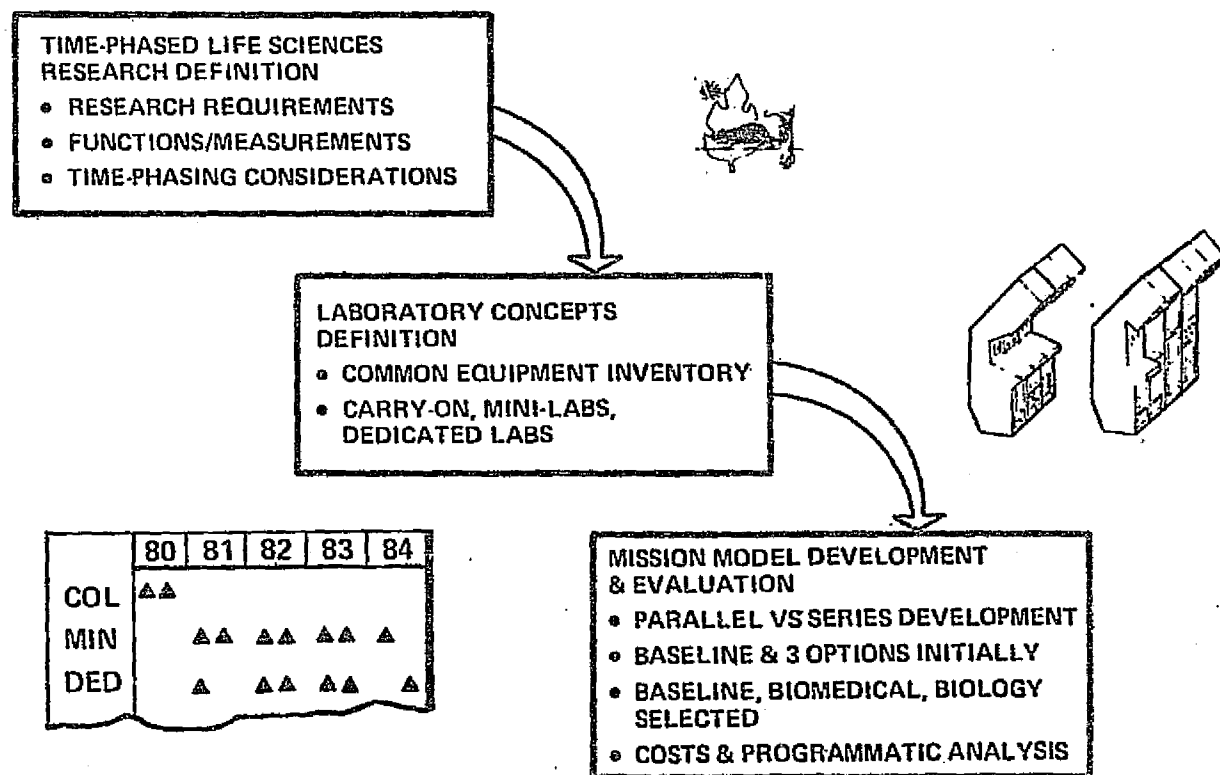 TIME-PHASED LIFE SCIENCES
RESEARCH DEFINITION
• RESEARCH REQUIREMENTS
• FUNCTIONS/MEASUREMENTS
• TIME-PHASING CONSIDERATIONS
LABORATORY CONCEPTS
DEFINITION
• COMMON EQUIPMENT INVENTORY
• CARRY-ON, MINI-LABS,
DEDICATED LABS
80 81 82 83 84
COL
MIN
DED
MISSION MODEL DEVELOPMENT
& EVALUATION
• PARALLEL VS SERIES DEVELOPMENT
• BASELINE & 3 OPTIONS INITIALLY
• BASELINE, BIOMEDICAL, BIOLOGY
SELECTED
• COSTS & PROGRAMMATIC ANALYSIS